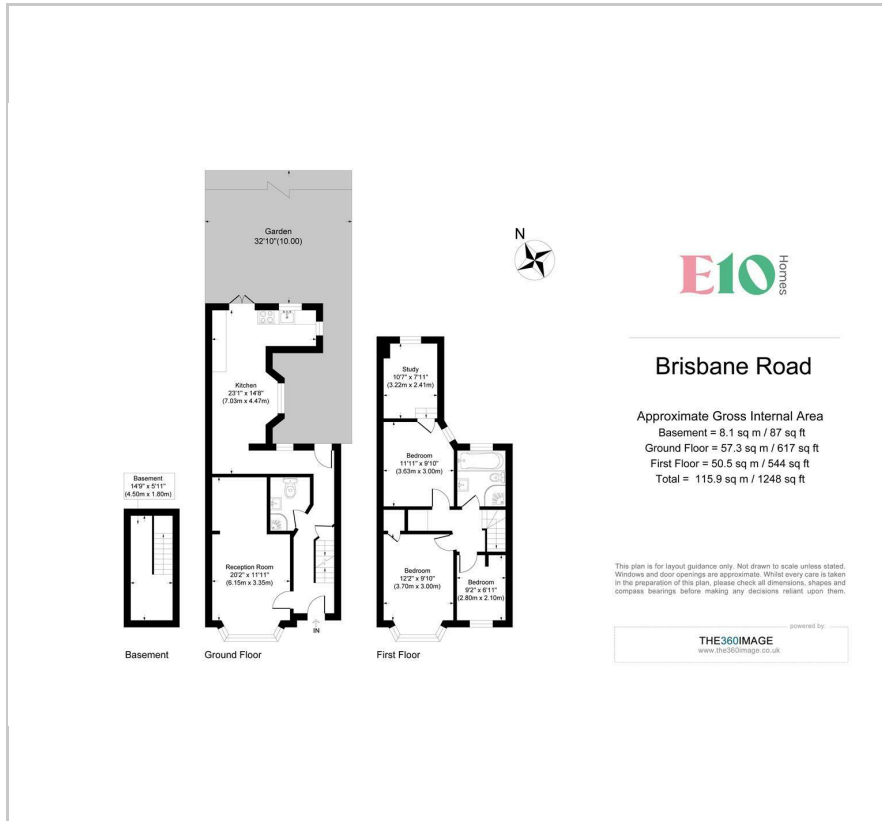 Garden
32'10"(10.00)
N
E10
Homes
Brisbane Road
Approximate Gross Internal Area
Basement = 8.1 sq m / 87 sq ft
Ground Floor = 57.3 sq m / 617 sq ft
First Floor = 50.5 sq m / 544 sq ft
Total = 115.9 sq m / 1248 sq ft
Kitchen
23'1" x 14'8"
(7.03m x 4.47m)
Study
10'7" x 7'11"
(3.22m x 2.41m)
Bedroom
11'11" x 9'10"
(3.63m x 3.00m)
Basement
14'9" x 5'11"
(4.50m x 1.80m)
Reception Room
20'2" x 11'11"
(6.15m x 3.35m)
Bedroom
12'2" x 9'10"
(3.70m x 3.00m)
Bedroom
9'2" x 6'11"
(2.80m x 2.10m)
IN
Basement
Ground Floor
First Floor
This plan is for layout guidance only. Not drawn to scale unless stated.
Windows and door openings are approximate. Whilst every care is taken
in the preparation of this plan, please check all dimensions, shapes and
compass bearings before making any decisions reliant upon them.
powered by:
THE360IMAGE
www.the360image.co.uk